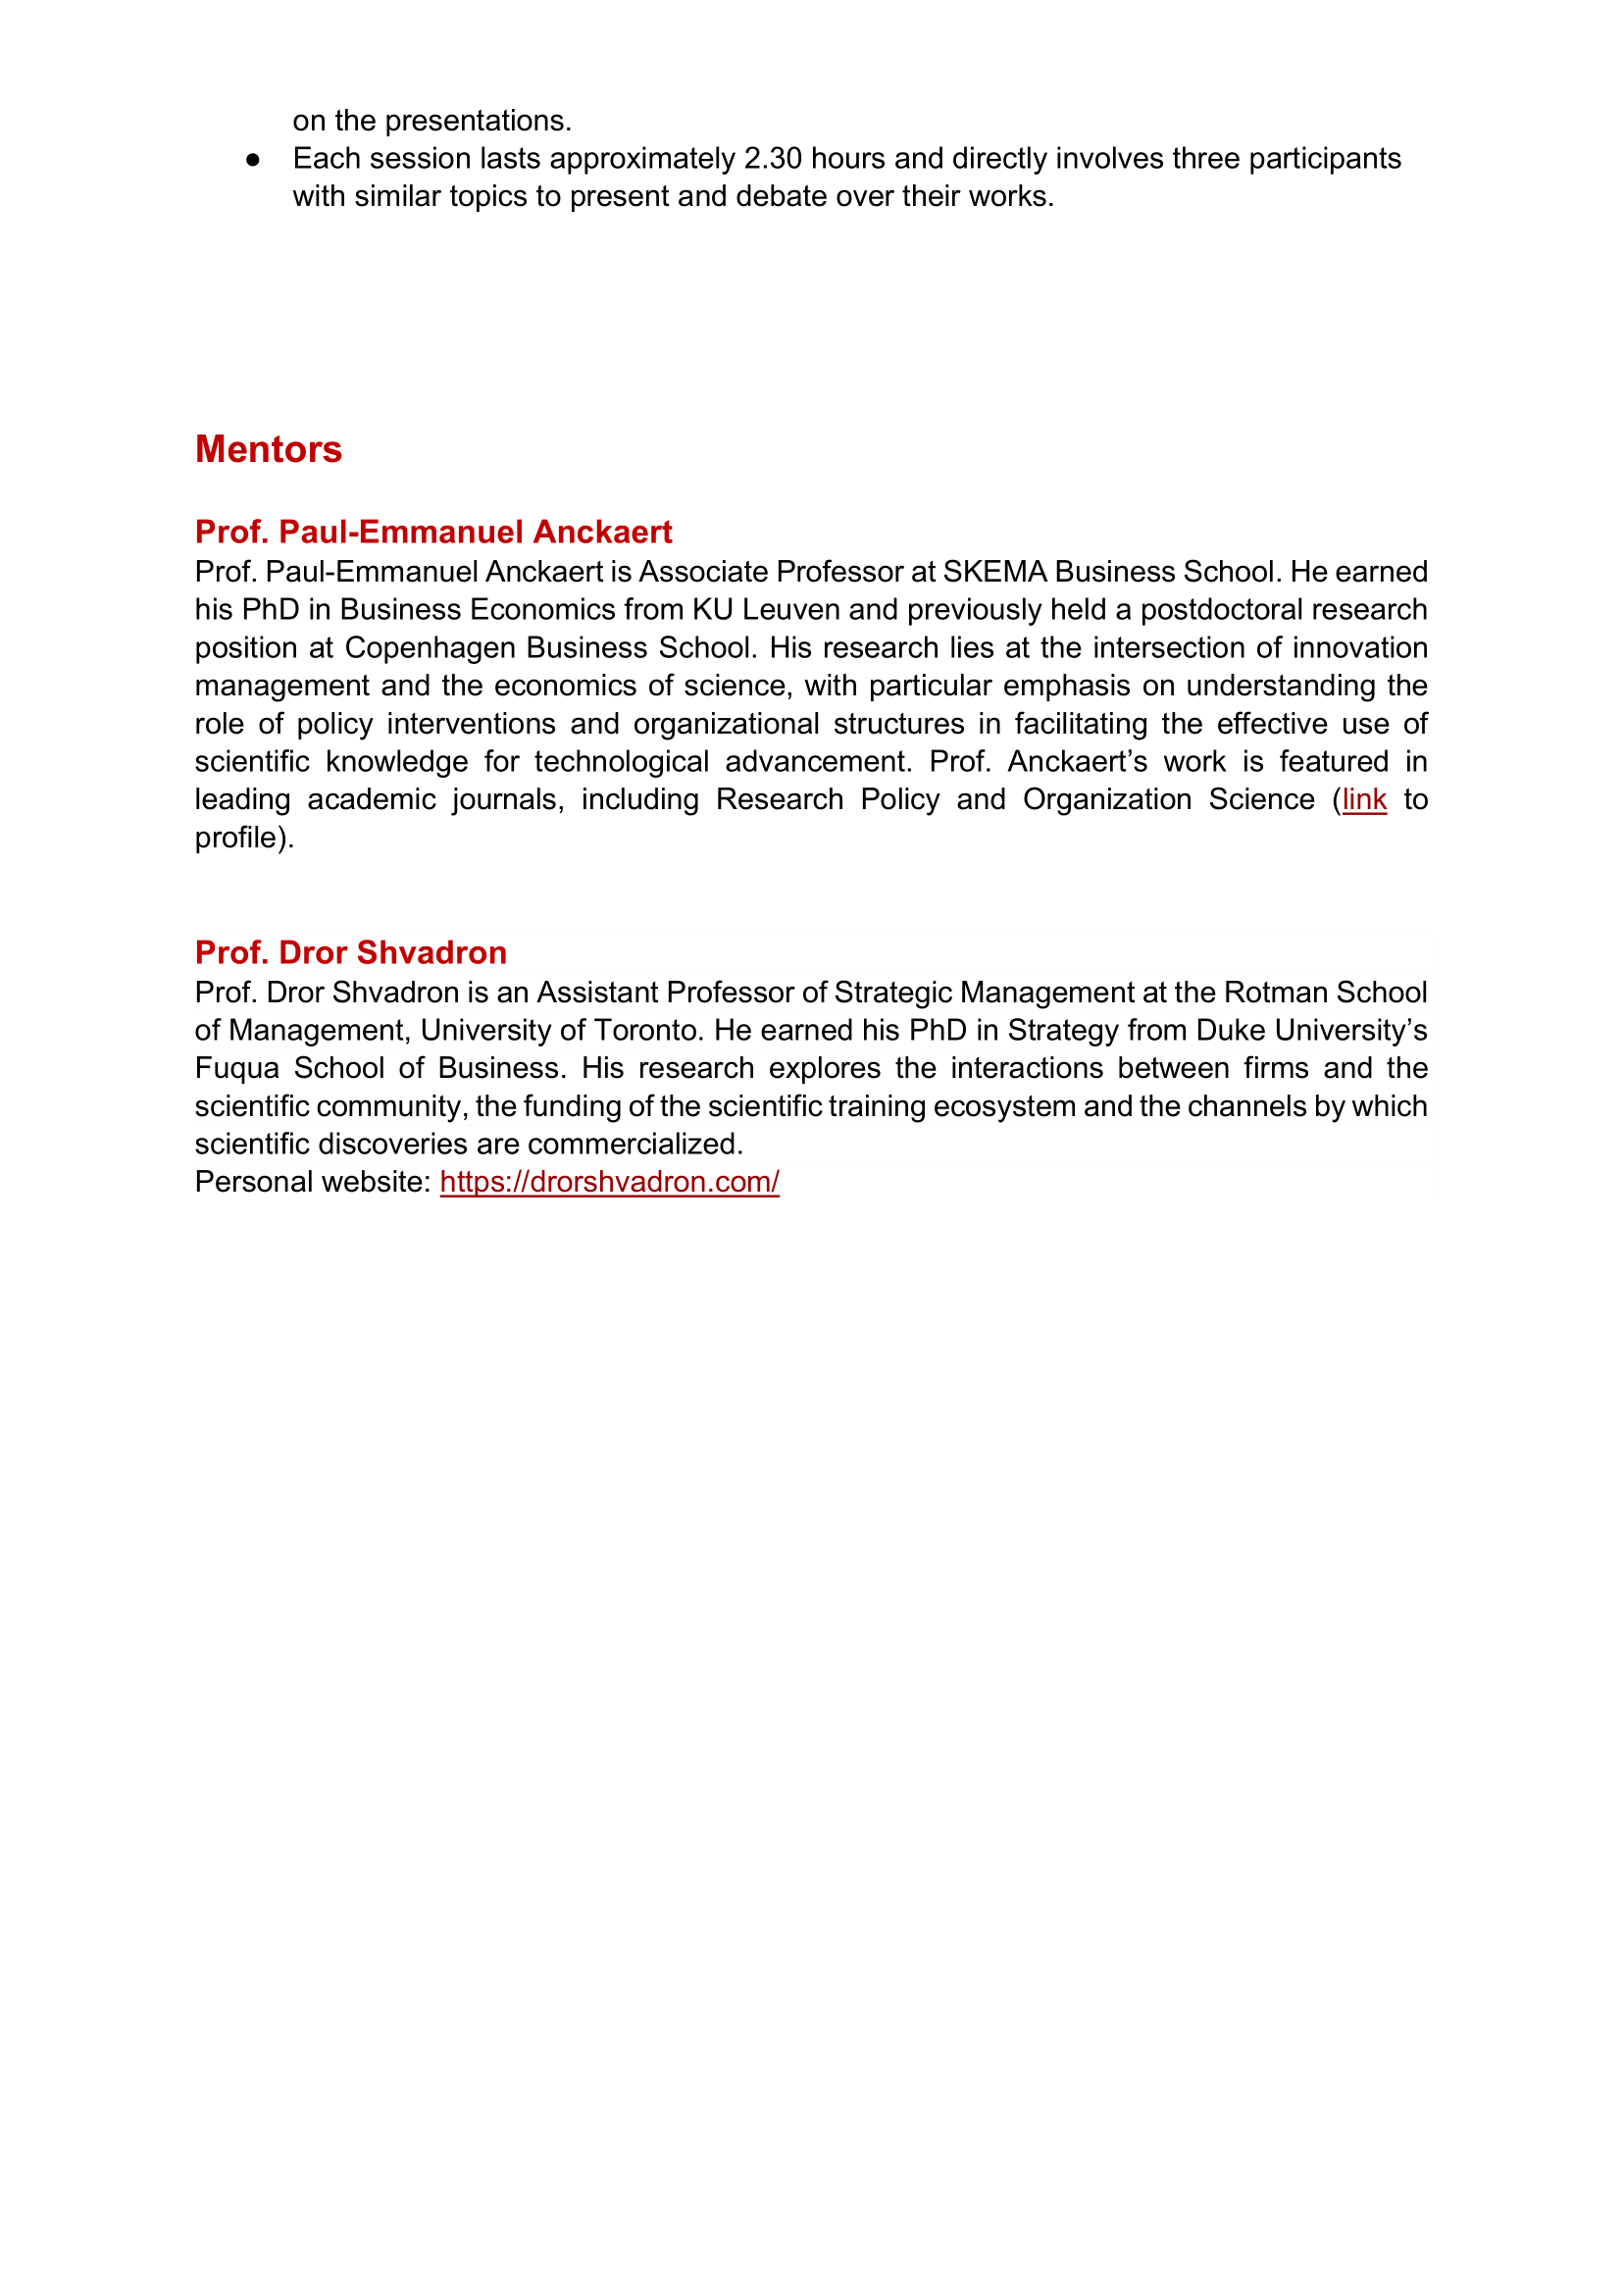 on the presentations.
● Each session lasts approximately 2.30 hours and directly involves three participants
with similar topics to present and debate over their works.
Mentors
Prof. Paul-Emmanuel Anckaert
Prof. Paul-Emmanuel Anckaert is Associate Professor at SKEMA Business School. He earned
his PhD in Business Economics from KU Leuven and previously held a postdoctoral research
position at Copenhagen Business School. His research lies at the intersection of innovation
management and the economics of science, with particular emphasis on understanding the
role of policy interventions and organizational structures in facilitating the effective use of
scientific knowledge for technological advancement. Prof. Anckaert’s work is featured in
leading academic journals, including Research Policy and Organization Science (link to
profile).
Prof. Dror Shvadron
Prof. Dror Shvadron is an Assistant Professor of Strategic Management at the Rotman School
of Management, University of Toronto. He earned his PhD in Strategy from Duke University’s
Fuqua School of Business. His research explores the interactions between firms and the
scientific community, the funding of the scientific training ecosystem and the channels by which
scientific discoveries are commercialized.
Personal website: https://drorshvadron.com/